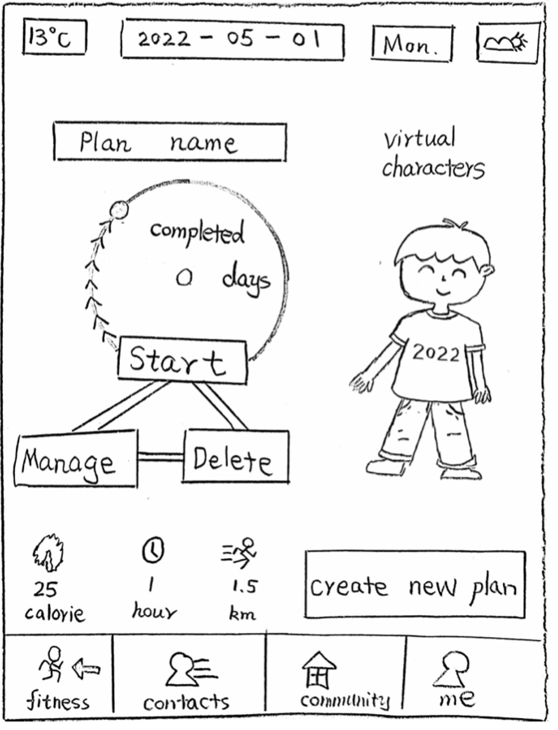 13°C
2022-05-01
Mon.
Plan name
virtual
characters
completed
0 days
2022
Start
Manage
Delete
25
calorie
1
hour
1.5
km
create new plan
fitness
contacts
community
me